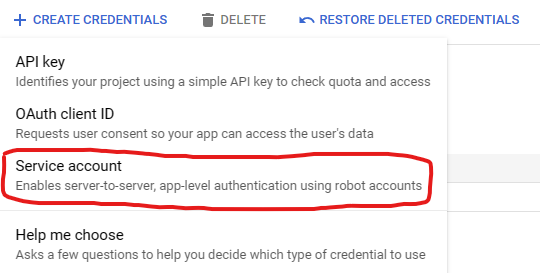 + CREATE CREDENTIALS DELETE RESTORE DELETED CREDENTIALS
API key
Identifies your project using a simple API key to check quota and access
OAuth client ID
Requests user consent so your app can access the user's data
Service account
Enables server-to-server, app-level authentication using robot accounts
Help me choose
Asks a few questions to help you decide which type of credential to use